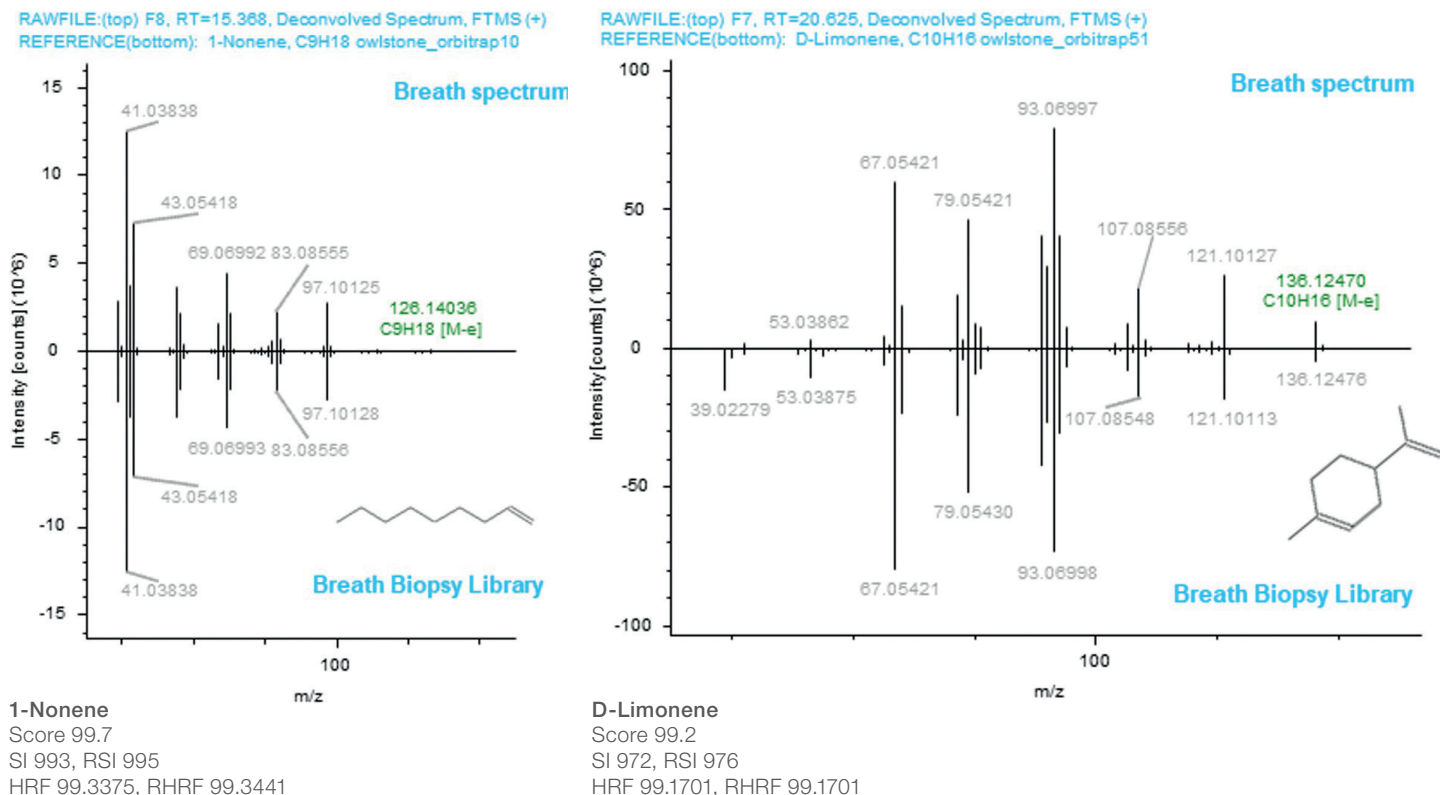 RAWFILE:(top) F8, RT=15.368, Deconvolved Spectrum, FTMS (+)
REFERENCE(bottom): 1-Nonene, C9H18 owlstone_orbitrap10
Breath spectrum
15
10
5
0
-5
-10
-15
Intensity [counts] (10^6)
41.03838
43.05418
69.06992 83.08555
97.10125
126.14036
C9H18 [M-e]
97.10128
69.06993 83.08556
43.05418
41.03838
Breath Biopsy Library
100
m/z
1-Nonene
Score 99.7
SI 993, RSI 995
HRF 99.3375, RHRF 99.3441
RAWFILE:(top) F7, RT=20.625, Deconvolved Spectrum, FTMS (+)
REFERENCE(bottom): D-Limonene, C10H16 owlstone_orbitrap51
Breath spectrum
100
50
0
-50
-100
Intensity [counts] (10^6)
93.06997
67.05421
79.05421
107.08556
121.10127
136.12470
C10H16 [M-e]
53.03862
39.02279
53.03875
136.12476
107.08548
121.10113
79.05430
67.05421
93.06998
Breath Biopsy Library
100
m/z
D-Limonene
Score 99.2
SI 972, RSI 976
HRF 99.1701, RHRF 99.1701